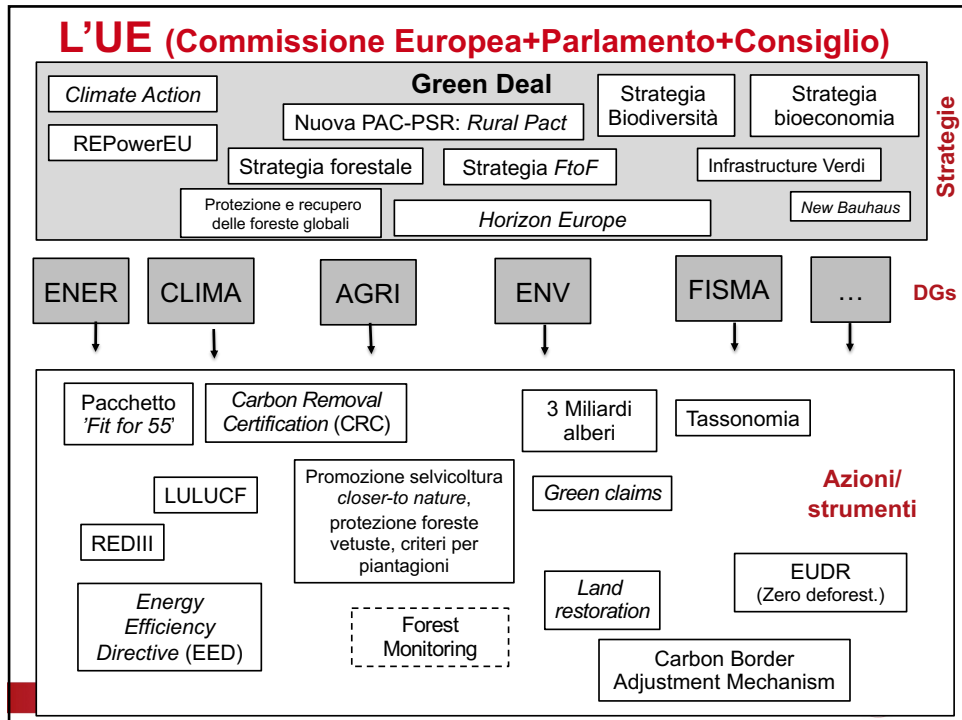 L'UE (Commissione Europea+Parlamento+Consiglio)
Green Deal
Climate Action
REPowerEU
Nuova PAC-PSR: Rural Pact
Strategia
Biodiversità
Strategia
bioeconomia
Strategia forestale
Strategia FtoF
Infrastructure Verdi
Protezione e recupero
delle foreste globali
Horizon Europe
New Bauhaus
Strategie
ENER
CLIMA
AGRI
ENV
FISMA
…
DGs
Pacchetto
'Fit for 55'
Carbon Removal
Certification (CRC)
3 Miliardi
alberi
Tassonomia
LULUCF
Promozione selvicoltura
closer-to nature,
protezione foreste
vetuste, criteri per
piantagioni
Green claims
Azioni/
strumenti
REDIII
EUDR
(Zero deforest.)
Energy
Efficiency
Directive (EED)
Forest
Monitoring
Land
restoration
Carbon Border
Adjustment Mechanism